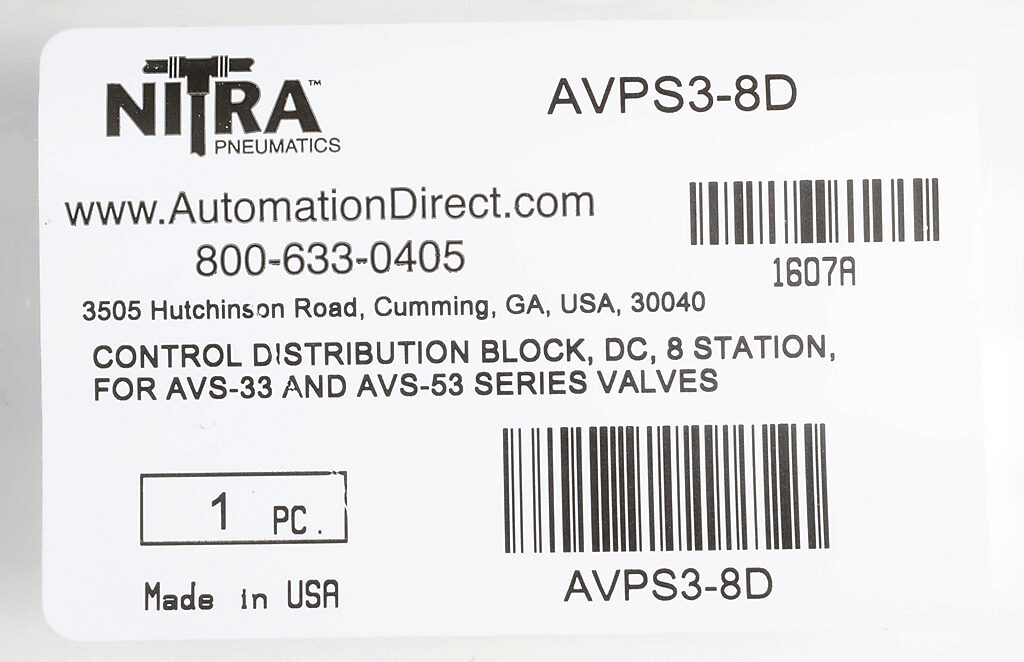 NITRA™
PNEUMATICS
AVPS3-8D
www.AutomationDirect.com
800-633-0405
1607A
3505 Hutchinson Road, Cumming, GA, USA, 30040
CONTROL DISTRIBUTION BLOCK, DC, 8 STATION,
FOR AVS-33 AND AVS-53 SERIES VALVES
1 PC.
AVPS3-8D
Made in USA